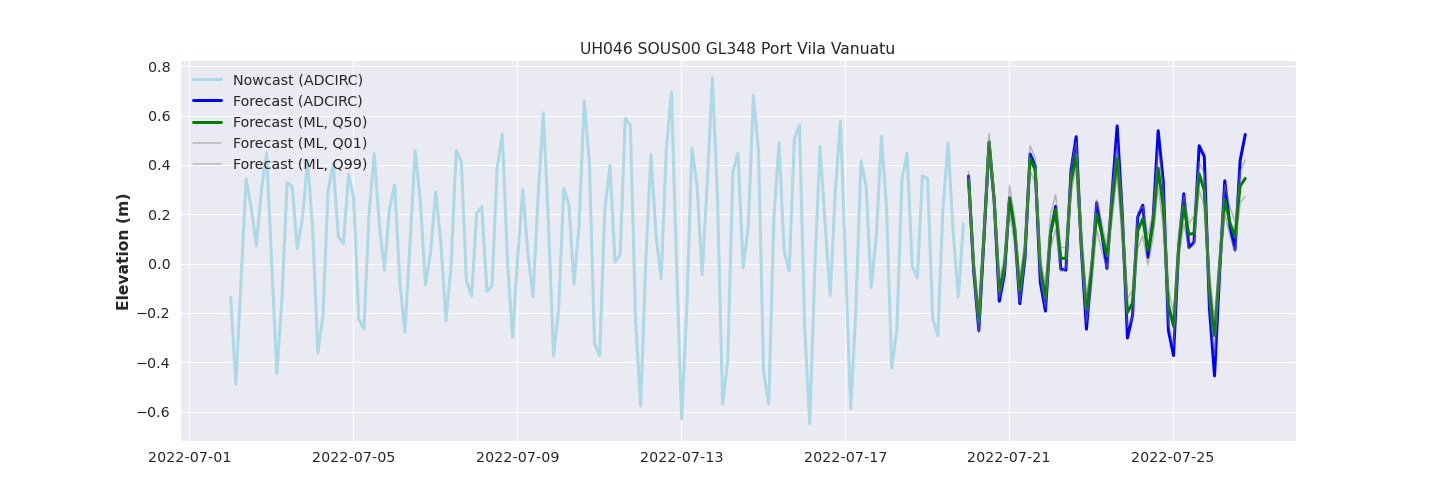 UH046 SOUS00 GL348 Port Vila Vanuatu
Nowcast (ADCIRC)
Forecast (ADCIRC)
Forecast (ML, Q50)
Forecast (ML, Q01)
Forecast (ML, Q99)
Elevation (m)
0.8
0.6
0.4
0.2
0.0
−0.2
−0.4
−0.6
2022-07-01 2022-07-05 2022-07-09 2022-07-13 2022-07-17 2022-07-21 2022-07-25